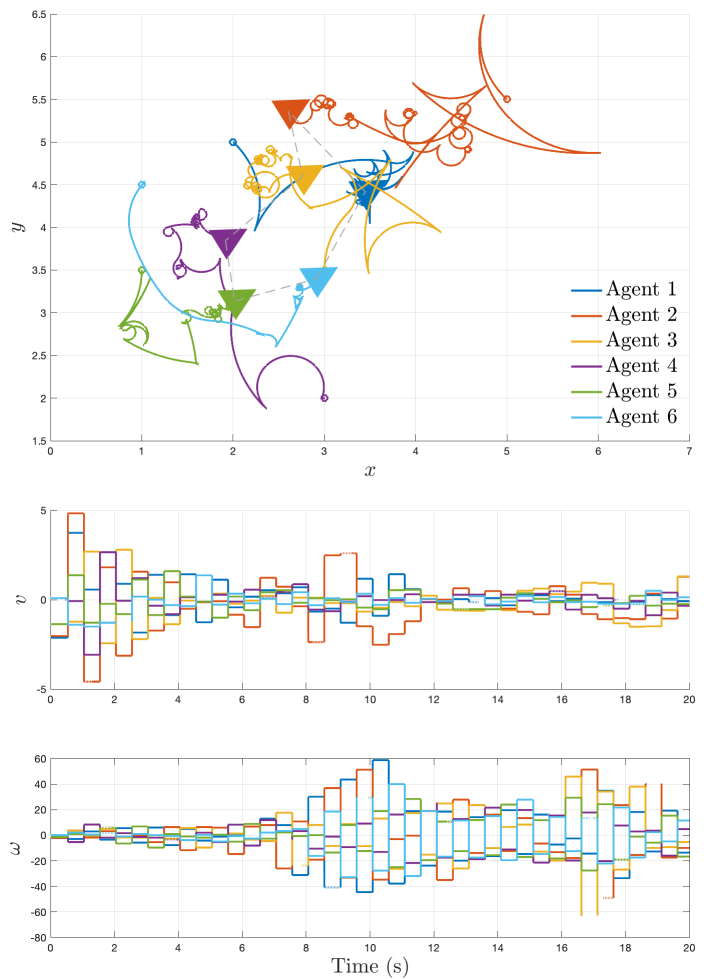 6.5
6
5.5
5
4.5
4
3.5
3
2.5
2
1.5
y
0 1 2 3 4 5 6 7
x
Agent 1
Agent 2
Agent 3
Agent 4
Agent 5
Agent 6
5
0
-5
v
0 2 4 6 8 10 12 14 16 18 20
60
40
20
0
-20
-40
-60
-80
ω
0 2 4 6 8 10 12 14 16 18 20
Time (s)